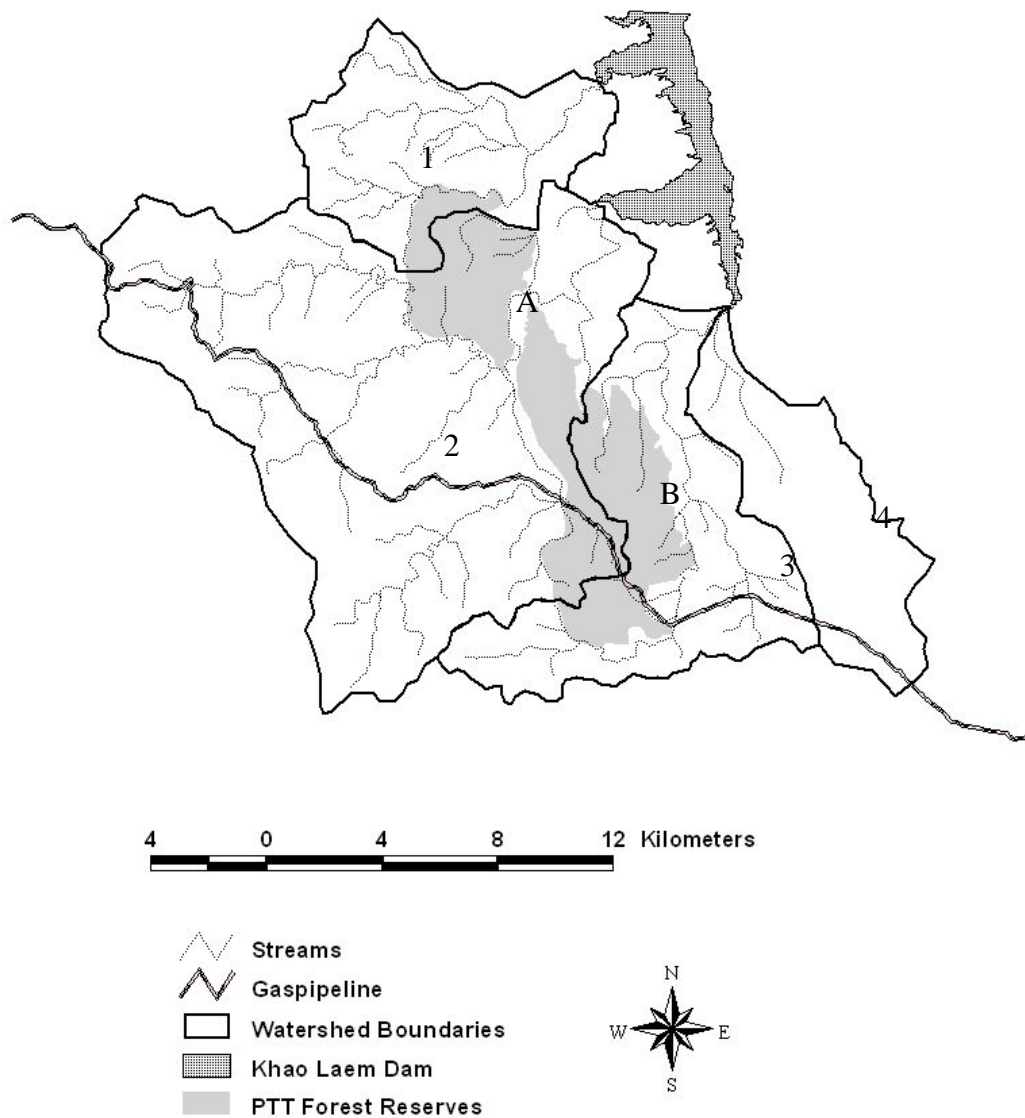 1
A
2
B
4
3
4 0 4 8 12 Kilometers
Streams
Gaspipeline
Watershed Boundaries
Khao Laem Dam
PTT Forest Reserves
N
W E
S